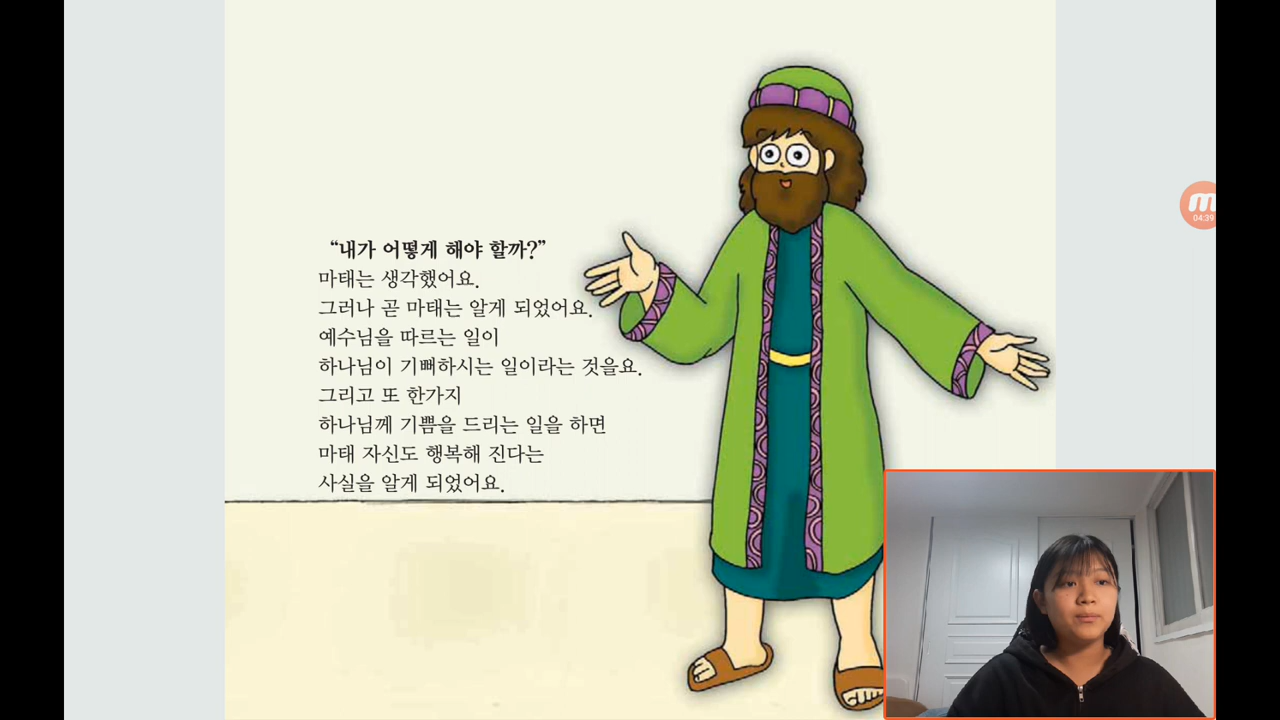 “내가 어떻게 해야 할까?”
마태는 생각했어요.
그러나 곧 마태는 알게 되었어요.
예수님을 따르는 일이
하나님이 기뻐하시는 일이라는 것을요.
그리고 또 한가지
하나님께 기쁨을 드리는 일을 하면
마태 자신도 행복해 진다는
사실을 알게 되었어요.
m
04:39